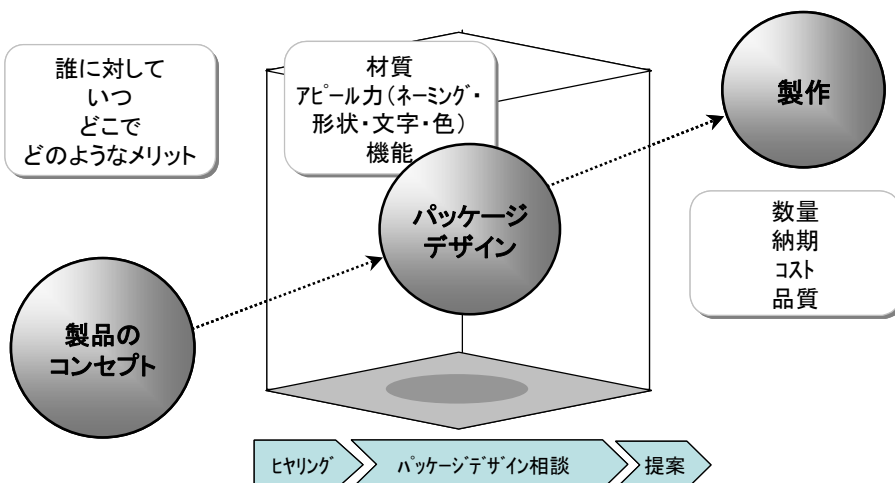 誰に対して
いつ
どこで
どのようなメリット
材質
アピール力（ネーミング・
形状・文字・色）
機能
製作
パッケージ
デザイン
数量
納期
コスト
品質
製品の
コンセプト
ヒヤリング
パッケージデザイン相談
提案